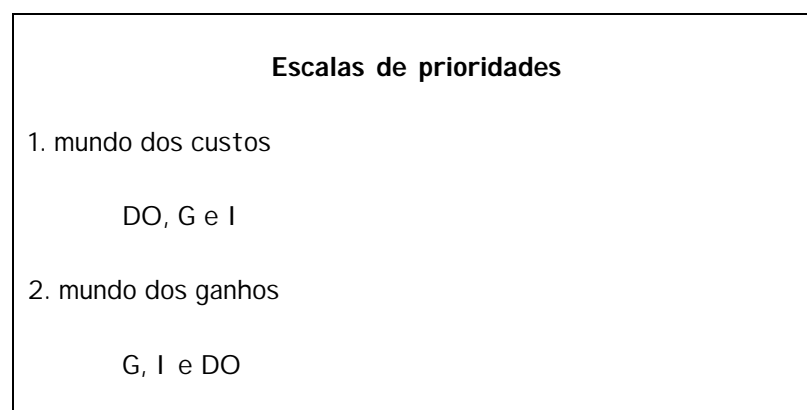 Escalas de prioridades
1. mundo dos custos
DO, G e I
2. mundo dos ganhos
G, I e DO